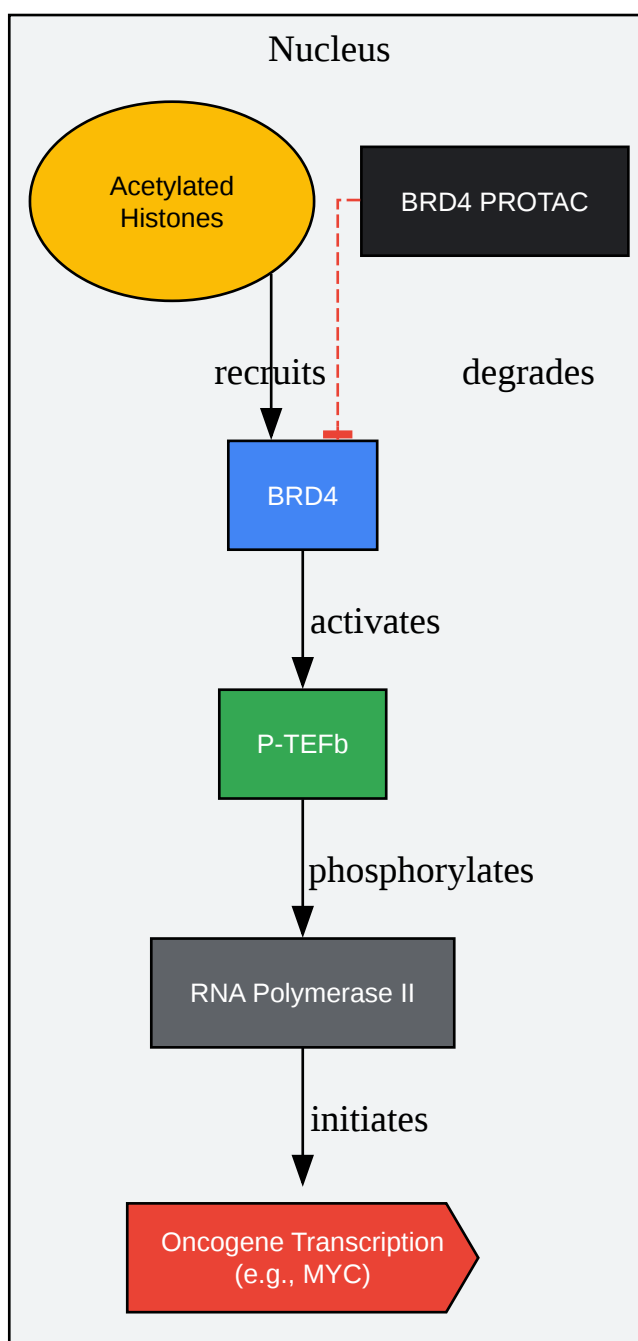 Nucleus
Acetylated
Histones
BRD4 PROTAC
recruits
degrades
BRD4
activates
P-TEFb
phosphorylates
RNA Polymerase II
initiates
Oncogene Transcription
(e.g., MYC)